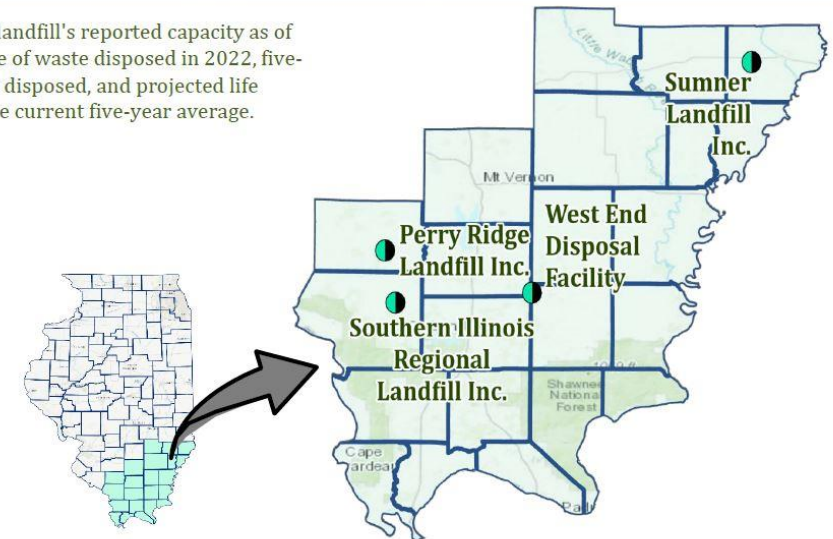 landfill's reported capacity as of
e of waste disposed in 2022, five-
disposed, and projected life
e current five-year average.
Sumner
Landfill
Inc.
Mt Vernon
West End
Disposal
Facility
Perry Ridge
Landfill Inc.
Southern Illinois
Regional
Landfill Inc.
Shawnee
National
Forest
Cape